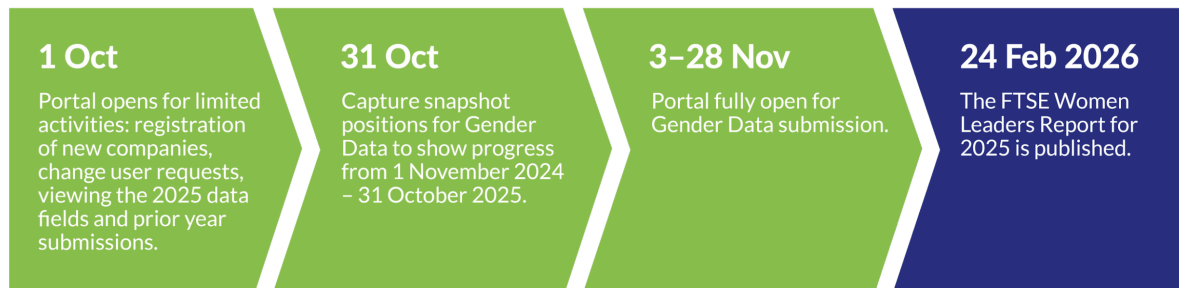 1 Oct
Portal opens for limited
activities: registration
of new companies,
change user requests,
viewing the 2025 data
fields and prior year
submissions.
31 Oct
Capture snapshot
positions for Gender
Data to show progress
from 1 November 2024
– 31 October 2025.
3–28 Nov
Portal fully open for
Gender Data submission.
24 Feb 2026
The FTSE Women
Leaders Report for
2025 is published.